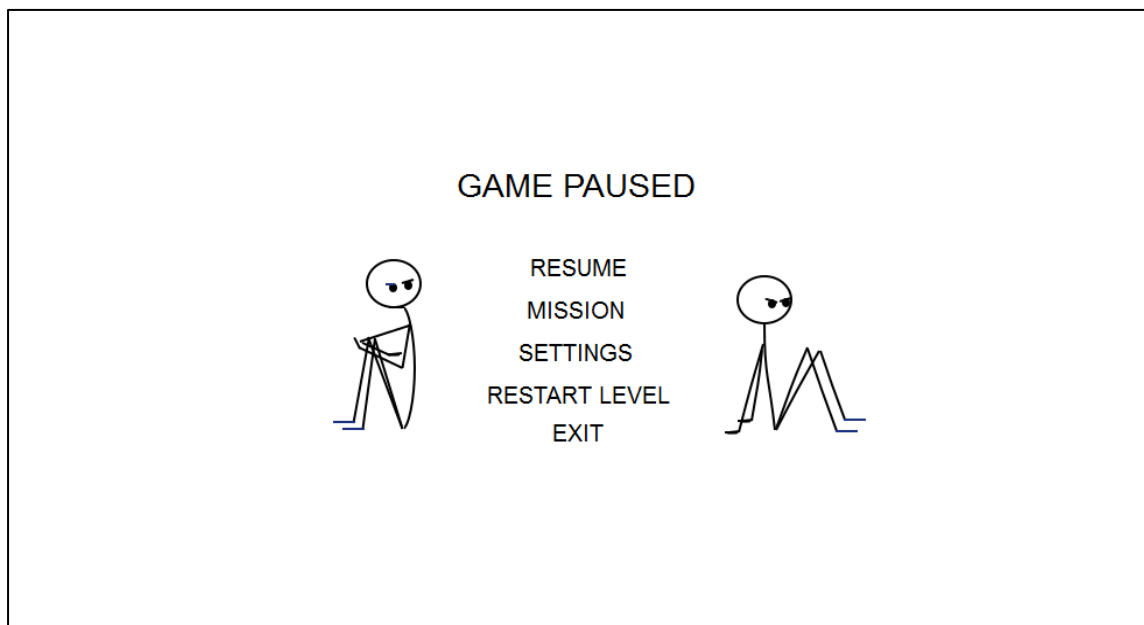 GAME PAUSED
RESUME
MISSION
SETTINGS
RESTART LEVEL
EXIT